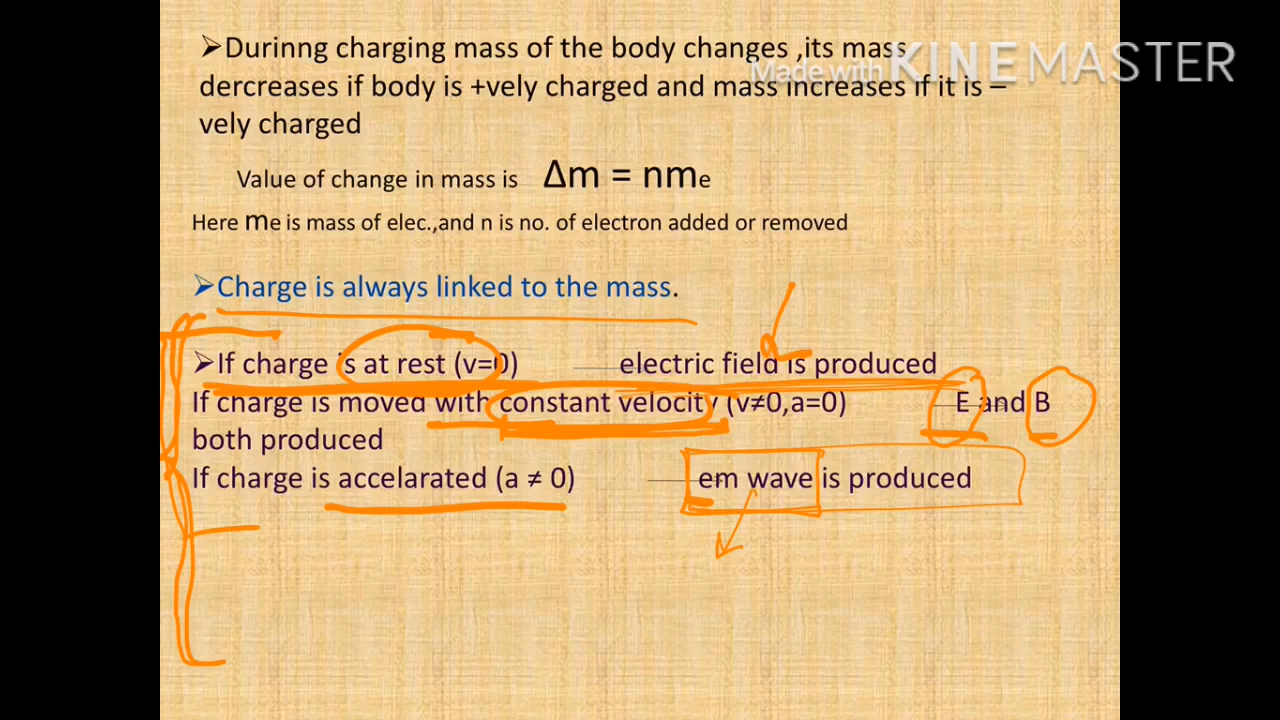 ➢Durinng charging mass of the body changes ,its mass
Made with KINEMASTER
dercreases if body is +vely charged and mass increases if it is –
vely charged
Value of change in mass is Δm = nme
Here me is mass of elec.,and n is no. of electron added or removed
➢Charge is always linked to the mass.
➢If charge is at rest (v=0) electric field is produced
If charge is moved with constant velocity (v≠0,a=0) E and B
both produced
If charge is accelarated (a ≠ 0) em wave is produced